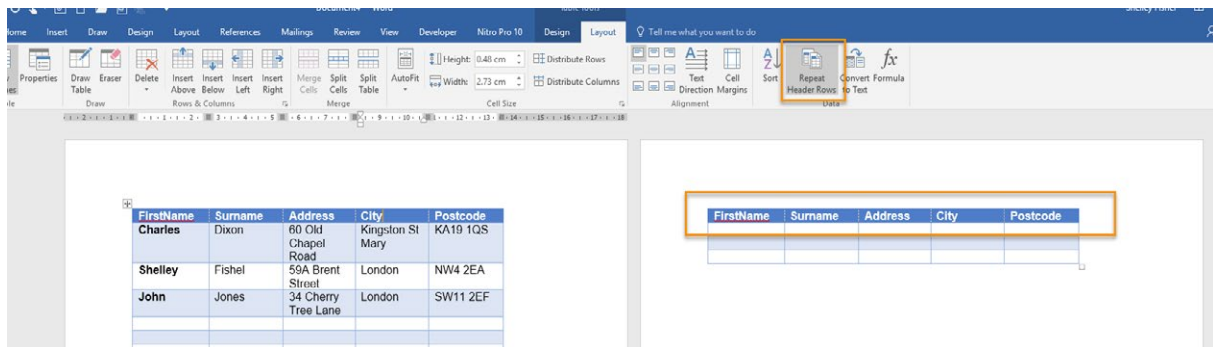 Document4 - Word
Table Tools
Shelley Fishel
Insert Draw Design Layout References Mailings Review View Developer Nitro Pro 10 Design Layout Tell me what you want to do
Properties Draw Table Eraser Delete Insert Above Insert Below Insert Left Insert Right Merge Cells Split Cells Split Table AutoFit Height: 0.48 cm Distribute Rows Text Direction Cell Margins Sort Repeat Header Rows Convert to Text Formula
Width: 2.73 cm Distribute Columns
Draw Rows & Columns Merge Cell Size Alignment Data
FirstName Surname Address City Postcode
Charles Dixon 60 Old Kingston St KA19 1QS
Chapel Mary
Road
Shelley Fishel 59A Brent London NW4 2EA
Street
John Jones 34 Cherry London SW11 2EF
Tree Lane
FirstName Surname Address City Postcode